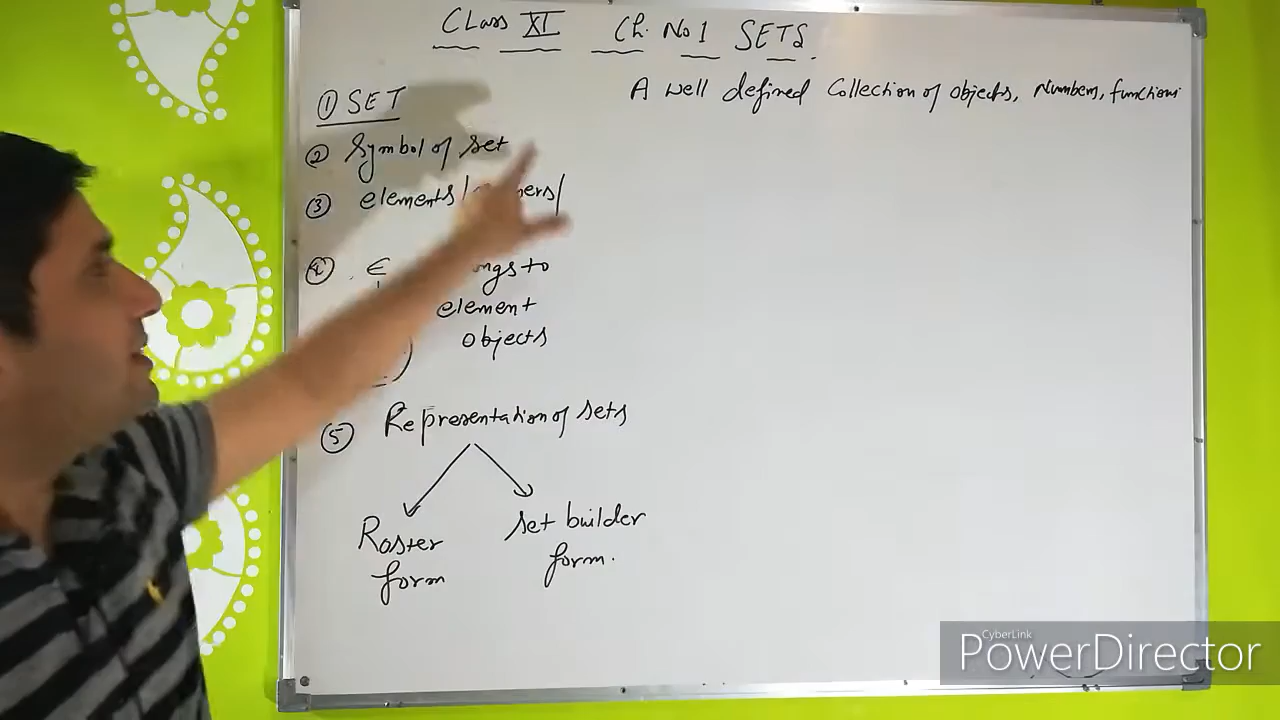 Class XI Ch. No 1 SETS.
A well defined Collection of objects, Numbers, functions
① SET
② Symbol of set
③ elements/
④ ∈ to
element
objects
⑤ Representation of sets
Roster form
set builder form.
CyberLink
PowerDirector